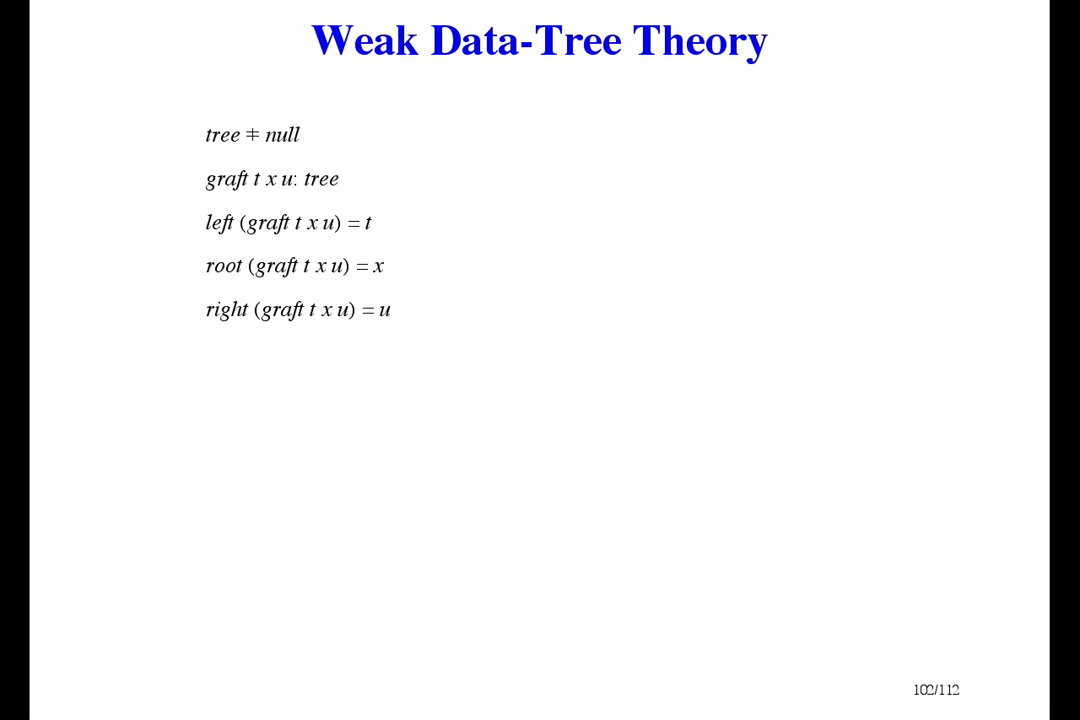 Weak Data-Tree Theory
tree ⧧ null
graft t x u: tree
left (graft t x u) = t
root (graft t x u) = x
right (graft t x u) = u
102/112